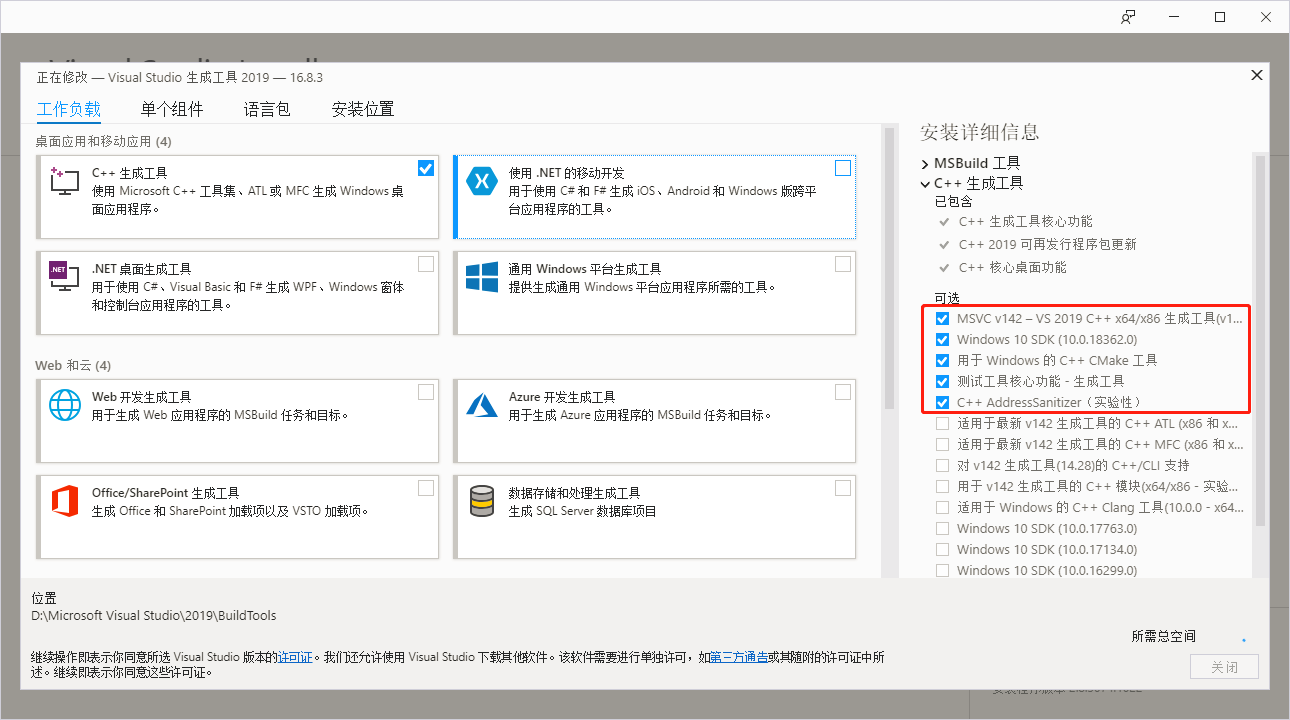 正在修改 — Visual Studio 生成工具 2019 — 16.8.3
工作负载
单个组件
语言包
安装位置
桌面应用和移动应用 (4)
C++ 生成工具
使用 Microsoft C++ 工具集、ATL 或 MFC 生成 Windows 桌
面应用程序。
使用 .NET 的移动开发
用于使用 C# 和 F# 生成 iOS、Android 和 Windows 版跨平
台应用程序的工具。
.NET
.NET 桌面生成工具
用于使用 C#、Visual Basic 和 F# 生成 WPF、Windows 窗体
和控制台应用程序的工具。
通用 Windows 平台生成工具
提供生成通用 Windows 平台应用程序所需的工具。
Web 和云 (4)
Web 开发生成工具
用于生成 Web 应用程序的 MSBuild 任务和目标。
Azure 开发生成工具
用于生成 Azure 应用程序的 MSBuild 任务和目标。
Office/SharePoint 生成工具
生成 Office 和 SharePoint 加载项以及 VSTO 加载项。
数据存储和处理生成工具
生成 SQL Server 数据库项目
安装详细信息
MSBuild 工具
C++ 生成工具
已包含
C++ 生成工具核心功能
C++ 2019 可再发行程序包更新
C++ 核心桌面功能
可选
MSVC v142 – VS 2019 C++ x64/x86 生成工具(v1...
Windows 10 SDK (10.0.18362.0)
用于 Windows 的 C++ CMake 工具
测试工具核心功能 - 生成工具
C++ AddressSanitizer（实验性）
适用于最新 v142 生成工具的 C++ ATL (x86 和 x...
适用于最新 v142 生成工具的 C++ MFC (x86 和 x...
对 v142 生成工具(14.28)的 C++/CLI 支持
用于 v142 生成工具的 C++ 模块(x64/x86 - 实验...
适用于 Windows 的 C++ Clang 工具(10.0.0 - x64...
Windows 10 SDK (10.0.17763.0)
Windows 10 SDK (10.0.17134.0)
Windows 10 SDK (10.0.16299.0)
位置
D:\Microsoft Visual Studio\2019\BuildTools
所需总空间
继续操作即表示你同意所选 Visual Studio 版本的许可证。我们还允许使用 Visual Studio 下载其他软件。该软件需要进行单独许可，如第三方通告或其随附的许可证中所
述。继续即表示你同意这些许可证。
关闭